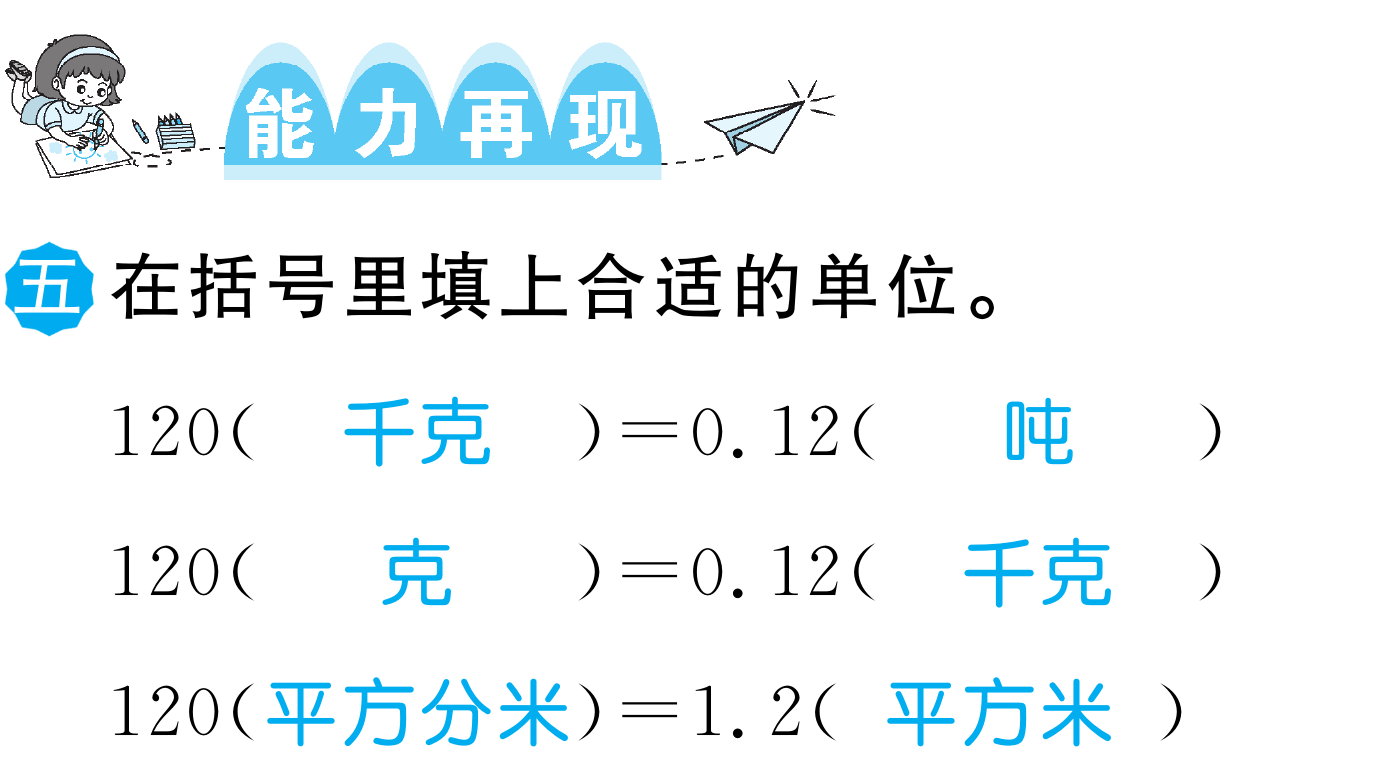 能力再现
五 在括号里填上合适的单位。
120( 千克 )=0.12( 吨 )
120( 克 )=0.12( 千克 )
120(平方分米)=1.2( 平方米 )